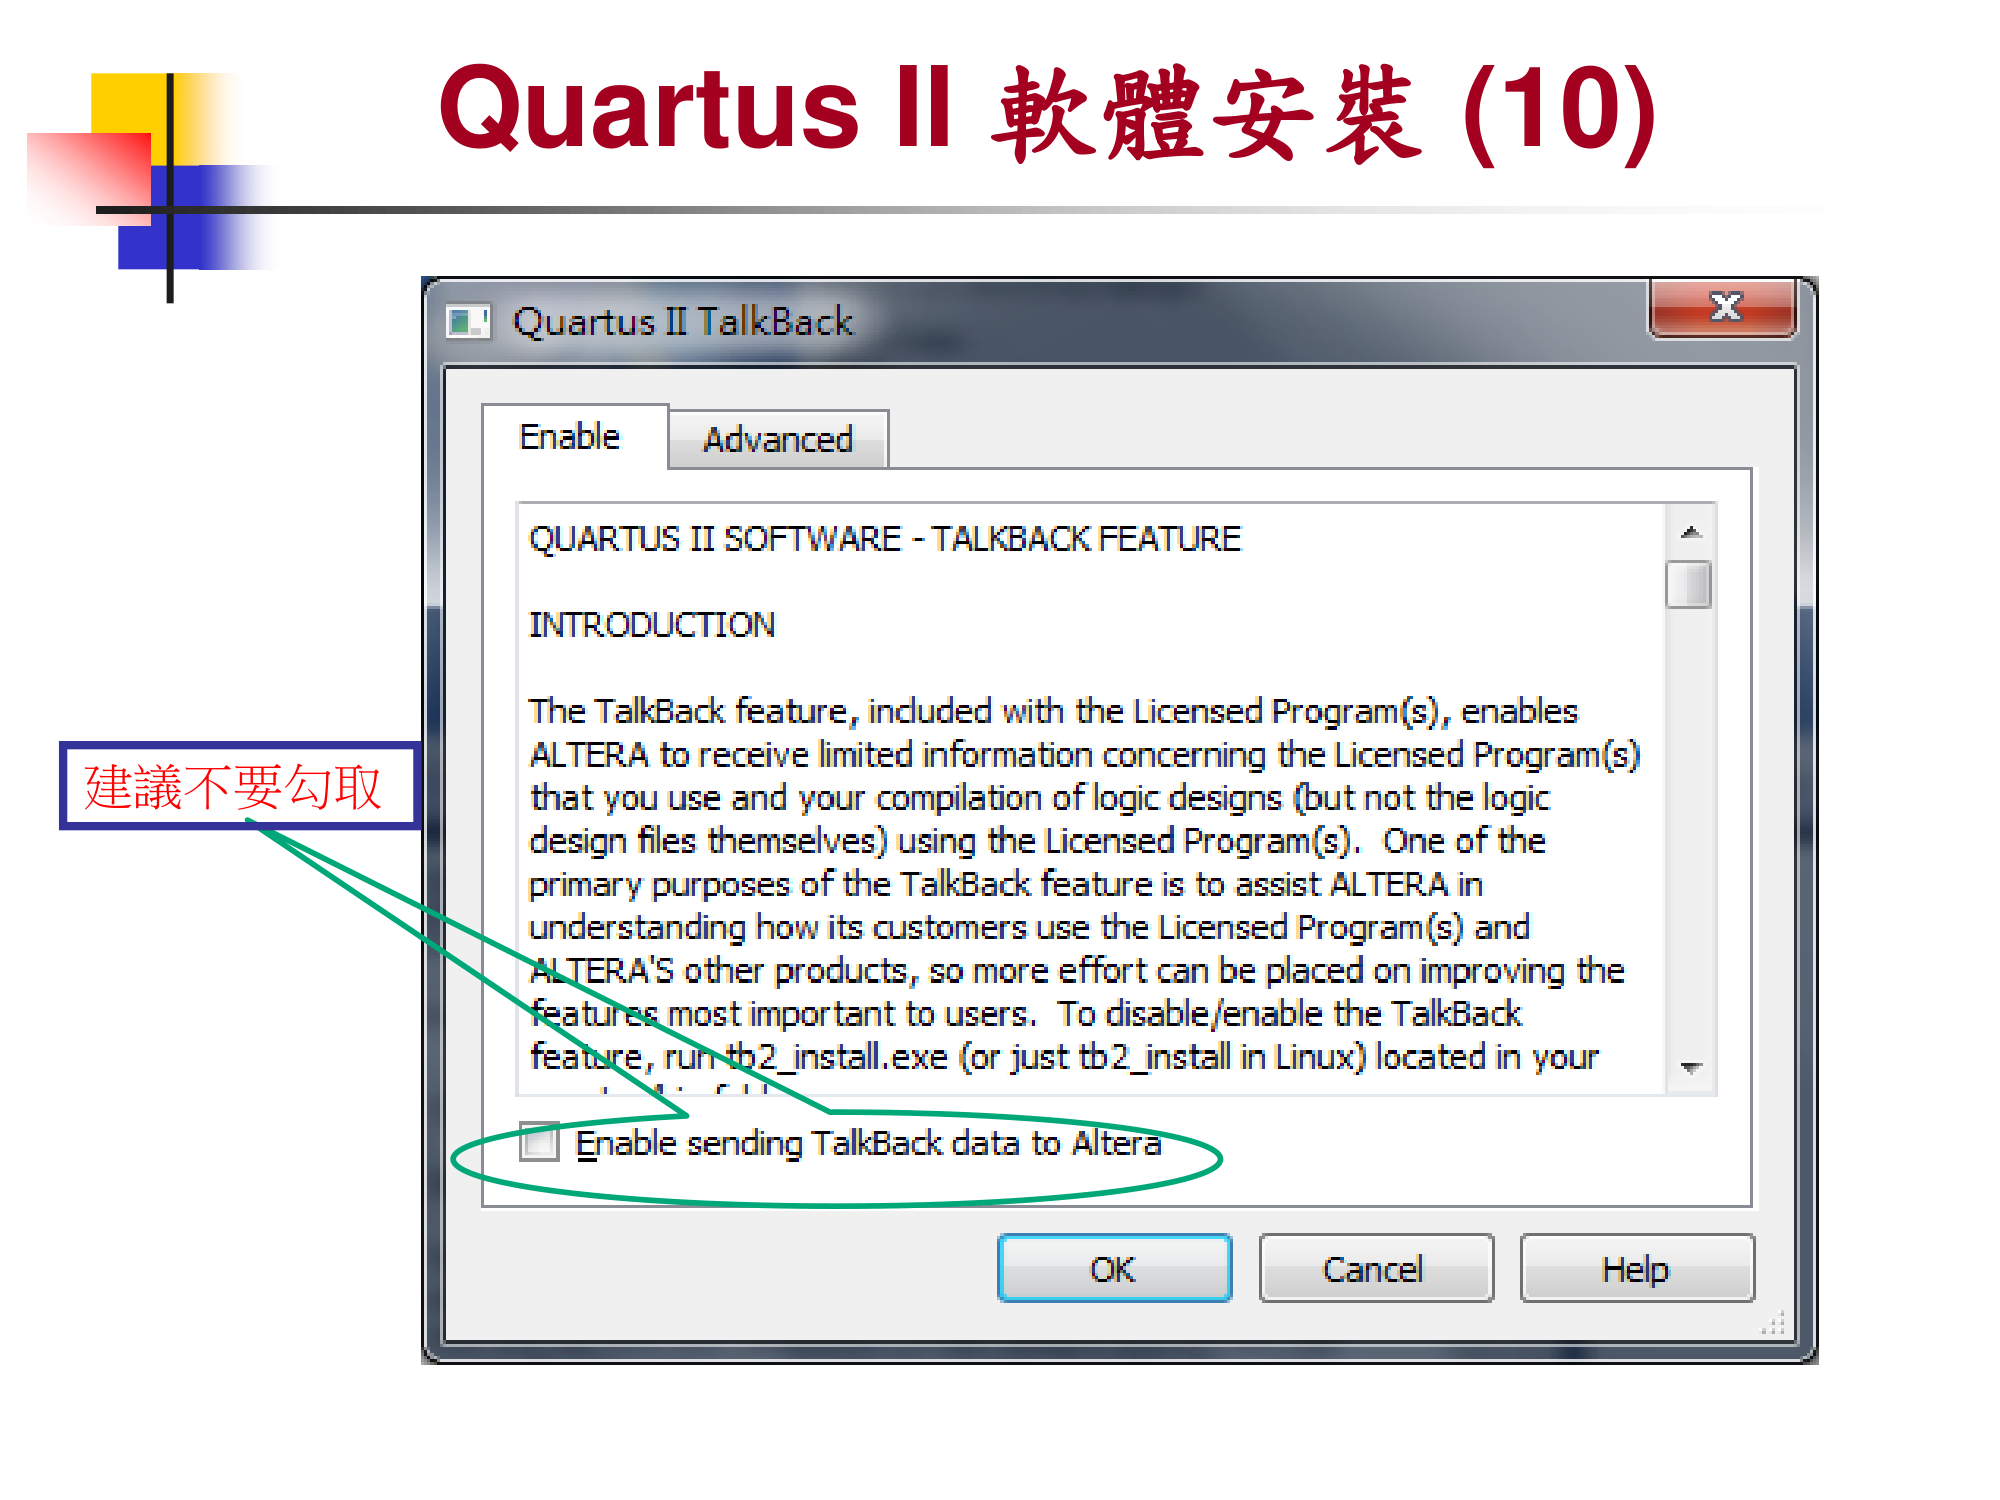 Quartus II 軟體安裝 (10)
Quartus II TalkBack
Enable
Advanced
QUARTUS II SOFTWARE - TALKBACK FEATURE
INTRODUCTION
The TalkBack feature, included with the Licensed Program(s), enables
ALTERA to receive limited information concerning the Licensed Program(s)
that you use and your compilation of logic designs (but not the logic
design files themselves) using the Licensed Program(s).  One of the
primary purposes of the TalkBack feature is to assist ALTERA in
understanding how its customers use the Licensed Program(s) and
ALTERA'S other products, so more effort can be placed on improving the
features most important to users.  To disable/enable the TalkBack
feature, run tb2_install.exe (or just tb2_install in Linux) located in your
建議不要勾取
Enable sending TalkBack data to Altera
OK
Cancel
Help